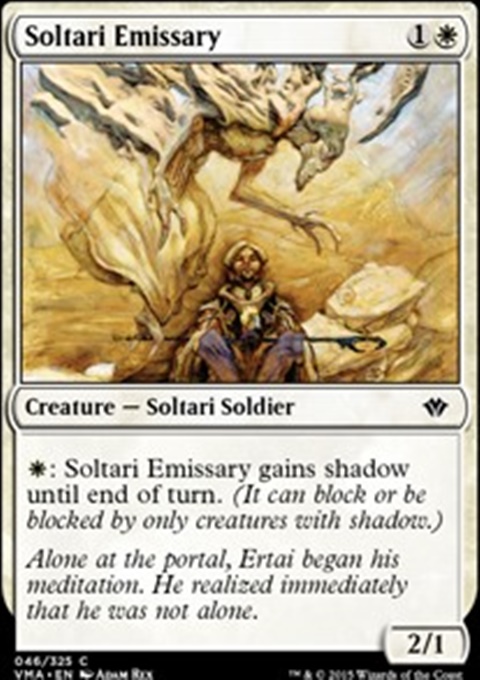 Soltari Emissary 1
Creature — Soltari Soldier
: Soltari Emissary gains shadow
until end of turn. (It can block or be
blocked by only creatures with shadow.)
Alone at the portal, Ertai began his
meditation. He realized immediately
that he was not alone.
2/1
046/325 C
VMA • EN Adam Rex
™ & © 2015 Wizards of the Coast